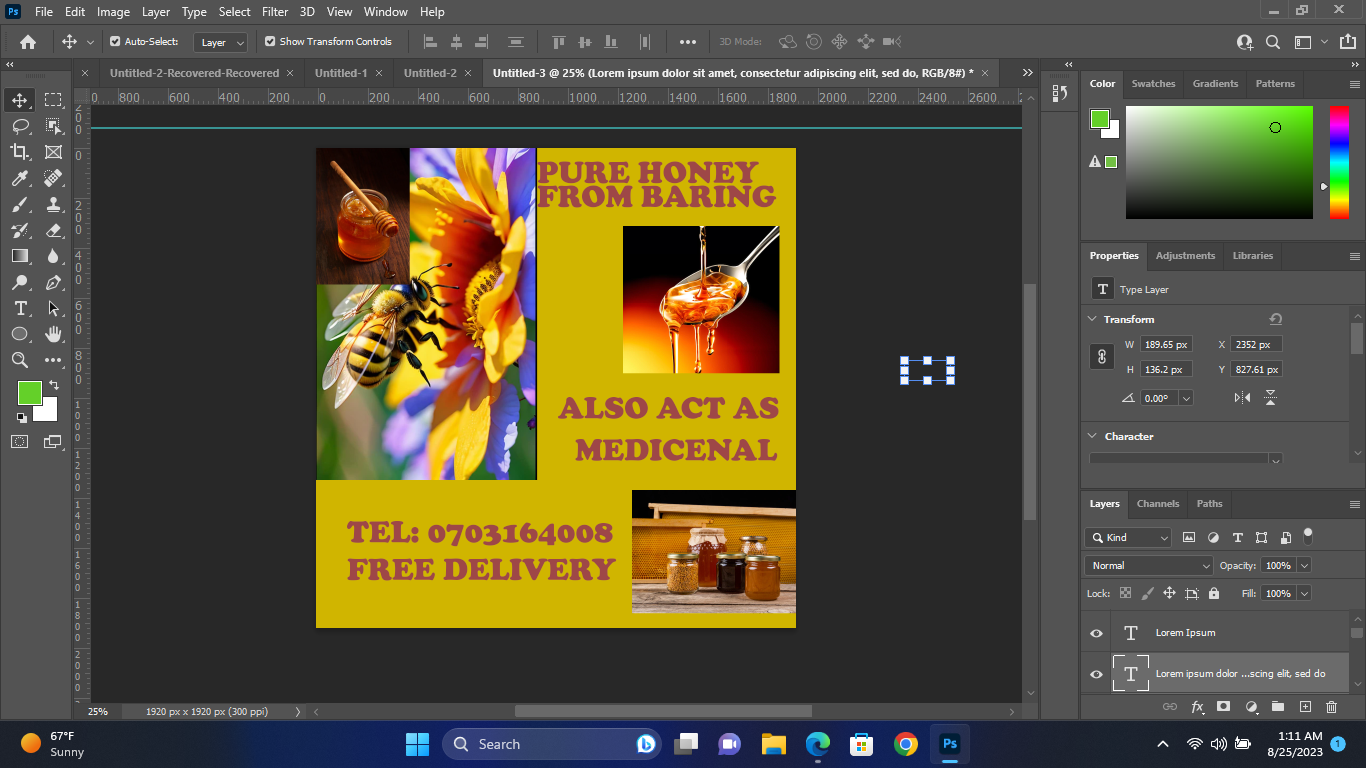 File Edit Image Layer Type Select Filter 3D View Window Help
Auto-Select: Layer Show Transform Controls 3D Mode:
Untitled-2-Recovered-Recovered Untitled-1 Untitled-2 Untitled-3 @ 25% (Lorem ipsum dolor sit amet, consectetur adipiscing elit, sed do, RGB/8#) *
0 800 600 400 200 0 200 400 600 800 1000 1200 1400 1600 1800 2000 2200 2400 2600
PURE HONEY
FROM BARING
ALSO ACT AS
MEDICENAL
TEL: 0703164008
FREE DELIVERY
Color Swatches Gradients Patterns
Properties Adjustments Libraries
Type Layer
Transform
W 189.65 px X 2352 px
H 136.2 px Y 827.61 px
0.00°
Character
Layers Channels Paths
Kind
Normal Opacity: 100%
Lock: Fill: 100%
Lorem Ipsum
Lorem ipsum dolor ...scing elit, sed do
25% 1920 px x 1920 px (300 ppi)
67°F
Sunny
Search
1:11 AM
8/25/2023
1